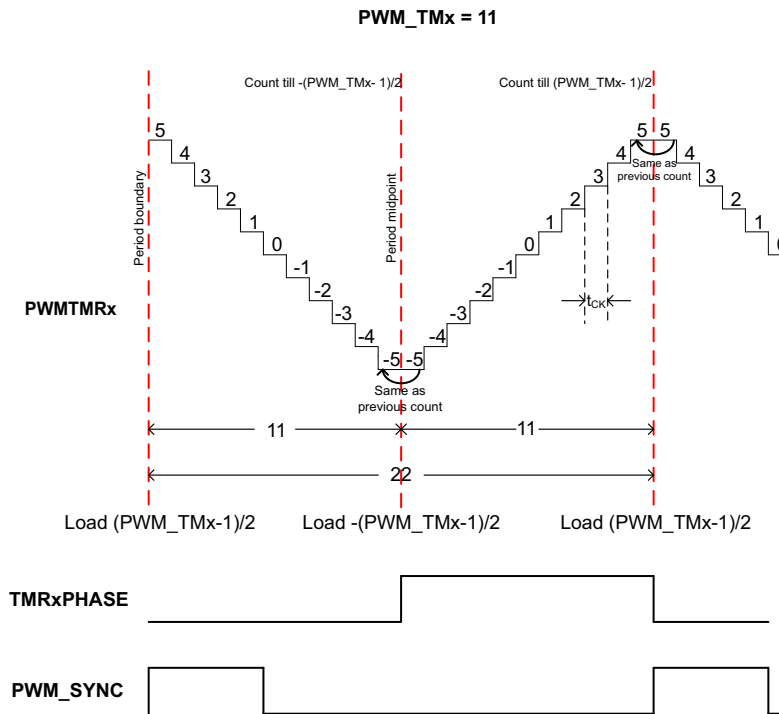 PWM_TMx = 11
Count till -(PWM_TMx- 1)/2
Count till (PWM_TMx- 1)/2
Period boundary
Period midpoint
5
4
3
2
1
0
-1
-2
-3
-4
-5
-5
-4
-3
-2
-1
0
1
2
3
4
5
5
4
3
2
1
Same as
previous count
Same as
previous count
tCK
PWMTMRx
11
11
22
Load (PWM_TMx-1)/2
Load -(PWM_TMx-1)/2
Load (PWM_TMx-1)/2
TMRxPHASE
PWM_SYNC